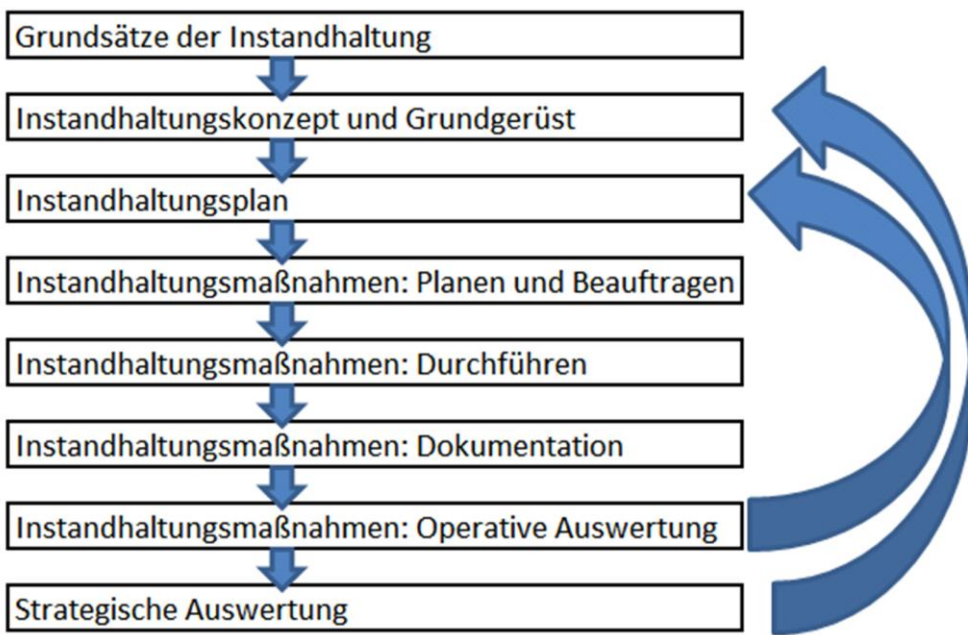 Grundsätze der Instandhaltung
Instandhaltungskonzept und Grundgerüst
Instandhaltungsplan
Instandhaltungsmaßnahmen: Planen und Beauftragen
Instandhaltungsmaßnahmen: Durchführen
Instandhaltungsmaßnahmen: Dokumentation
Instandhaltungsmaßnahmen: Operative Auswertung
Strategische Auswertung